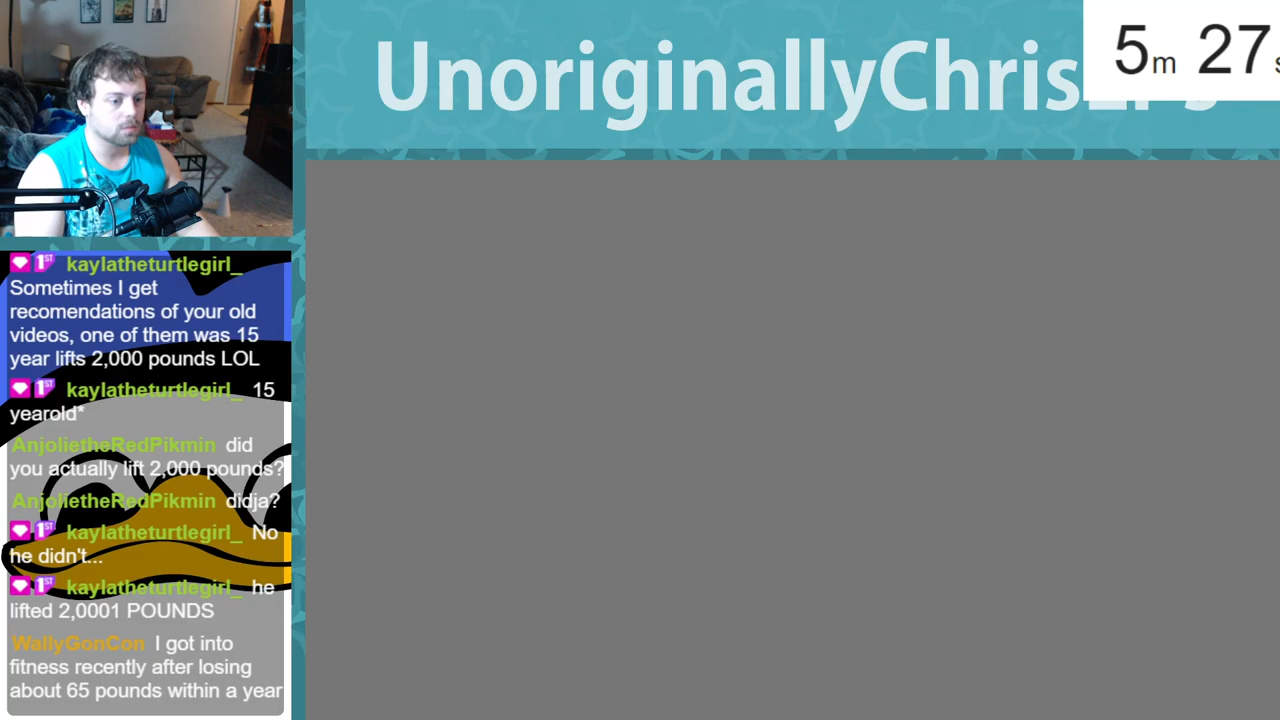 UnoriginallyChris
5m 27s
kaylatheturtlegirl_
Sometimes I get
recomendations of your old
videos, one of them was 15
year lifts 2,000 pounds LOL
kaylatheturtlegirl_ 15
yearold*
AnjolietheRedPikmin did
you actually lift 2,000 pounds?
AnjolietheRedPikmin didja?
kaylatheturtlegirl_ No
he didn't...
kaylatheturtlegirl_ he
lifted 2,0001 POUNDS
WallyGonCon I got into
fitness recently after losing
about 65 pounds within a year